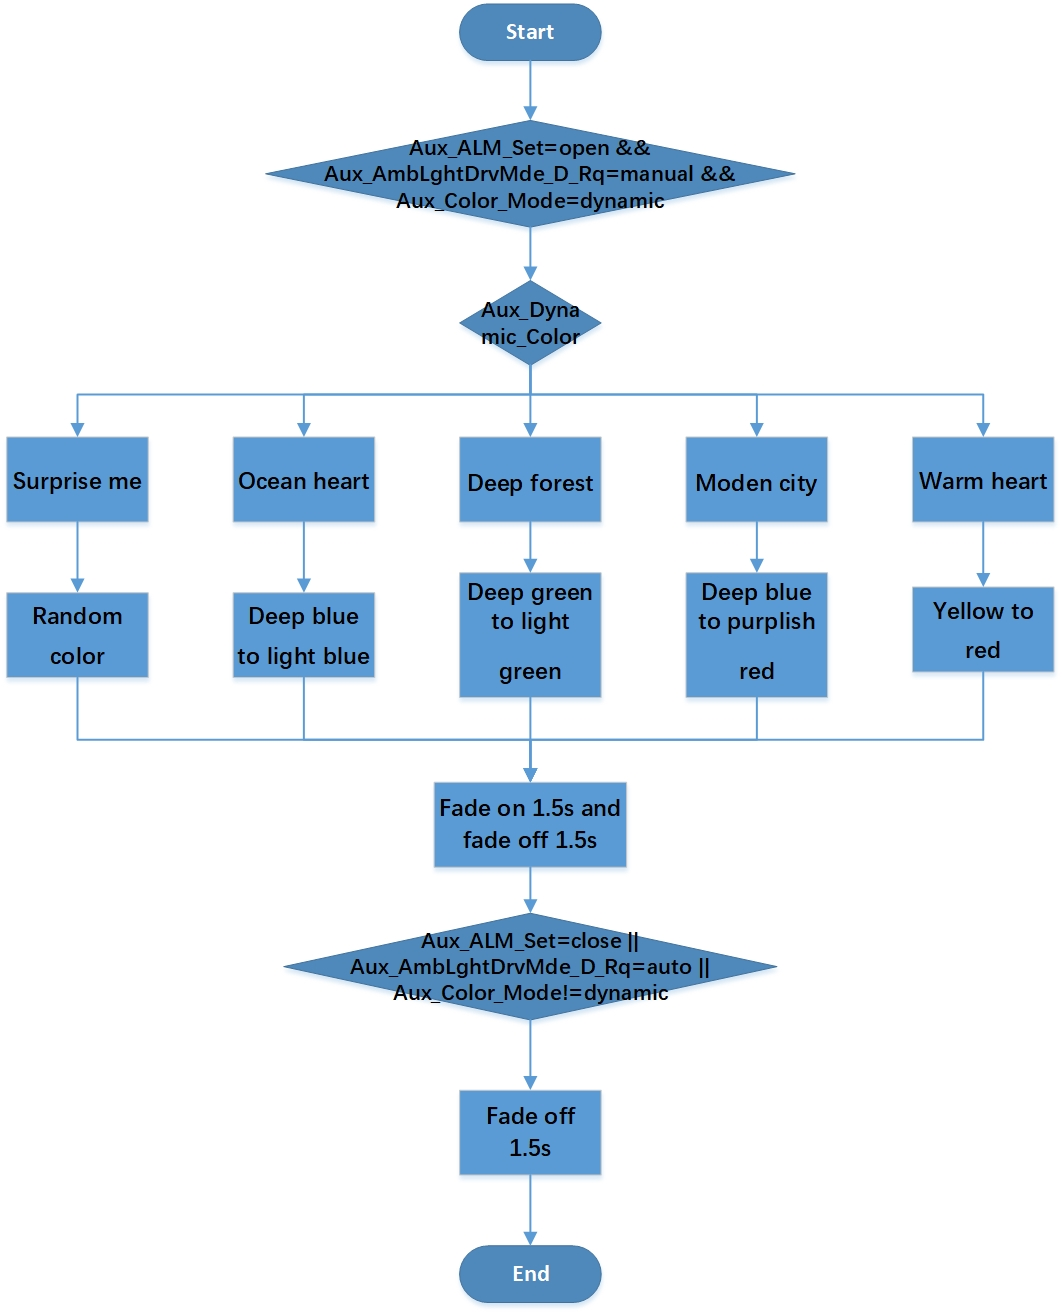 Start
Aux_ALM_Set=open &&
Aux_AmbLghtDrvMde_D_Rq=manual &&
Aux_Color_Mode=dynamic
Aux_Dyna
mic_Color
Surprise me
Ocean heart
Deep forest
Moden city
Warm heart
Random
color
Deep blue
to light blue
Deep green
to light
green
Deep blue
to purplish
red
Yellow to
red
Fade on 1.5s and
fade off 1.5s
Aux_ALM_Set=close ||
Aux_AmbLghtDrvMde_D_Rq=auto ||
Aux_Color_Mode!=dynamic
Fade off
1.5s
End